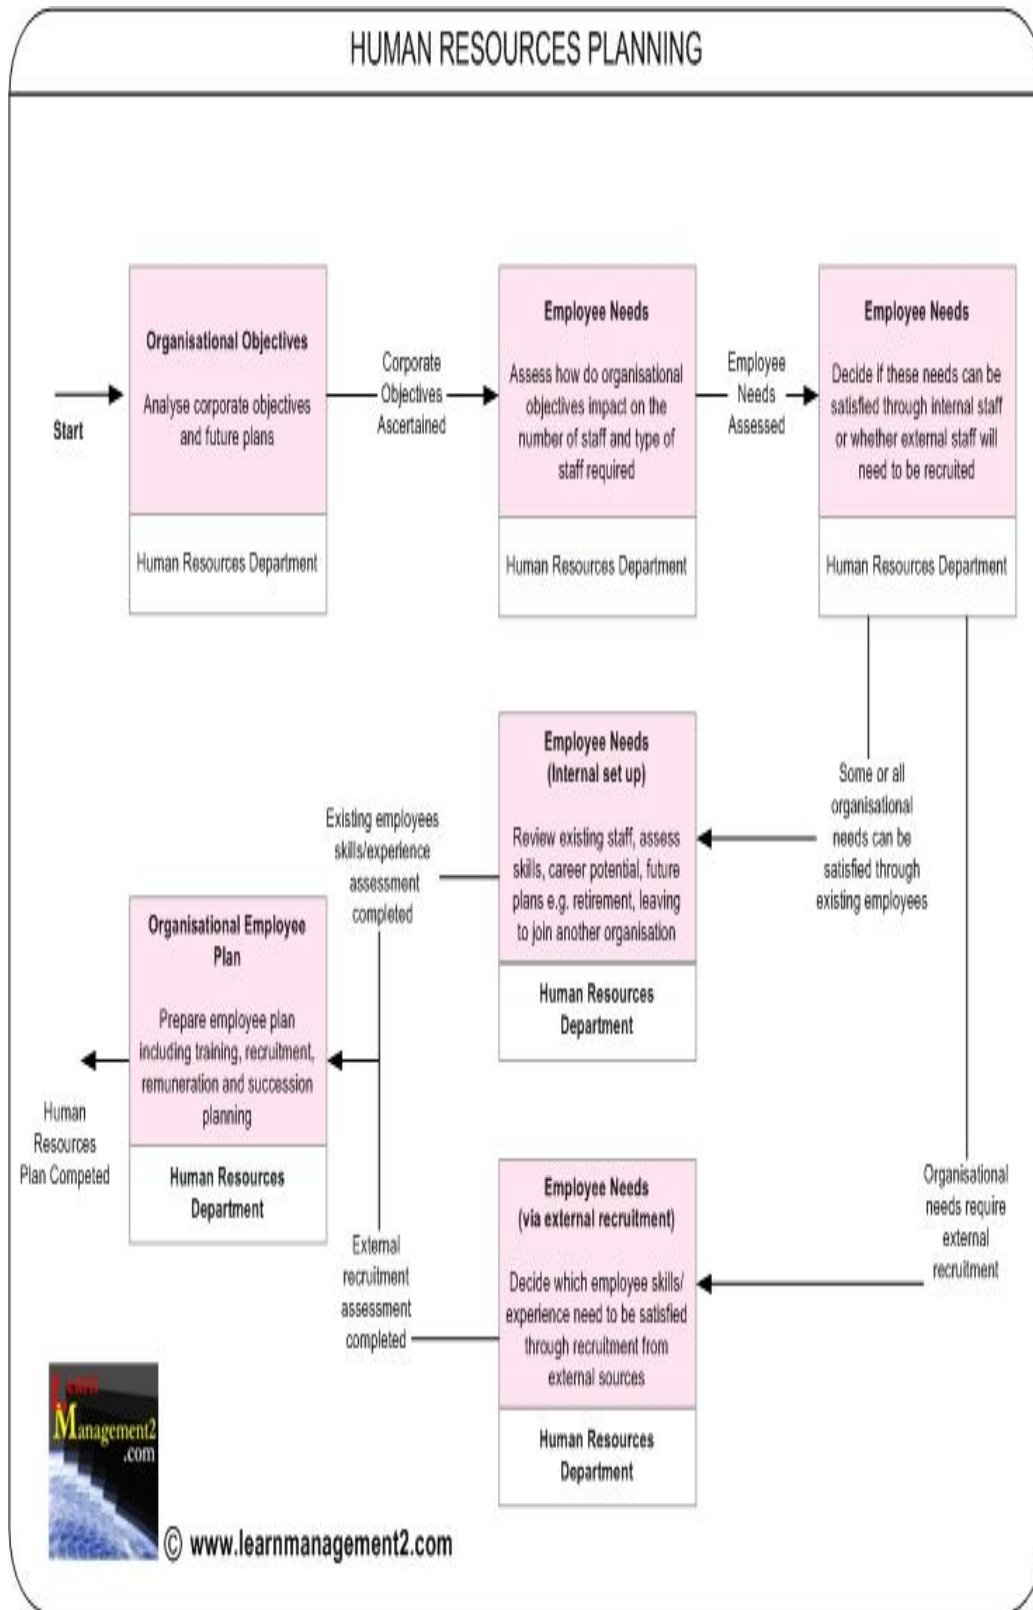 HUMAN RESOURCES PLANNING
Start
Organisational Objectives
Analyse corporate objectives
and future plans
Human Resources Department
Corporate
Objectives
Ascertained
Employee Needs
Assess how do organisational
objectives impact on the
number of staff and type of
staff required
Human Resources Department
Employee
Needs
Assessed
Employee Needs
Decide if these needs can be
satisfied through internal staff
or whether external staff will
need to be recruited
Human Resources Department
Some or all
organisational
needs can be
satisfied through
existing employees
Employee Needs
(Internal set up)
Review existing staff, assess
skills, career potential, future
plans e.g. retirement, leaving
to join another organisation
Human Resources
Department
Existing employees
skills/experience
assessment
completed
Organisational needs require
external
recruitment
Employee Needs
(via external recruitment)
Decide which employee skills/
experience need to be satisfied
through recruitment from
external sources
Human Resources
Department
External
recruitment
assessment
completed
Organisational Employee
Plan
Prepare employee plan
including training, recruitment,
remuneration and succession
planning
Human Resources
Department
Human
Resources
Plan Competed
Learn
Management2
.com
© www.learnmanagement2.com